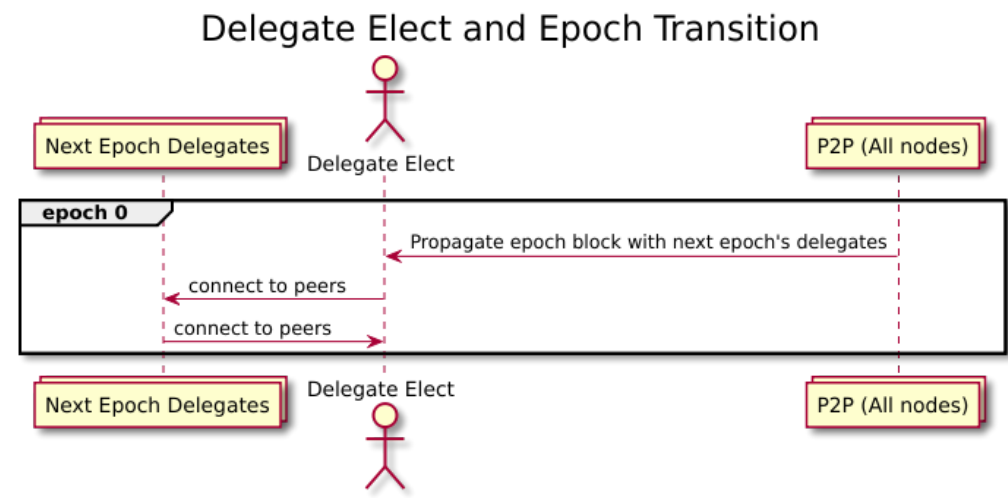 Delegate Elect and Epoch Transition
Next Epoch Delegates
Delegate Elect
P2P (All nodes)
epoch 0
Propagate epoch block with next epoch's delegates
connect to peers
connect to peers
Next Epoch Delegates
Delegate Elect
P2P (All nodes)